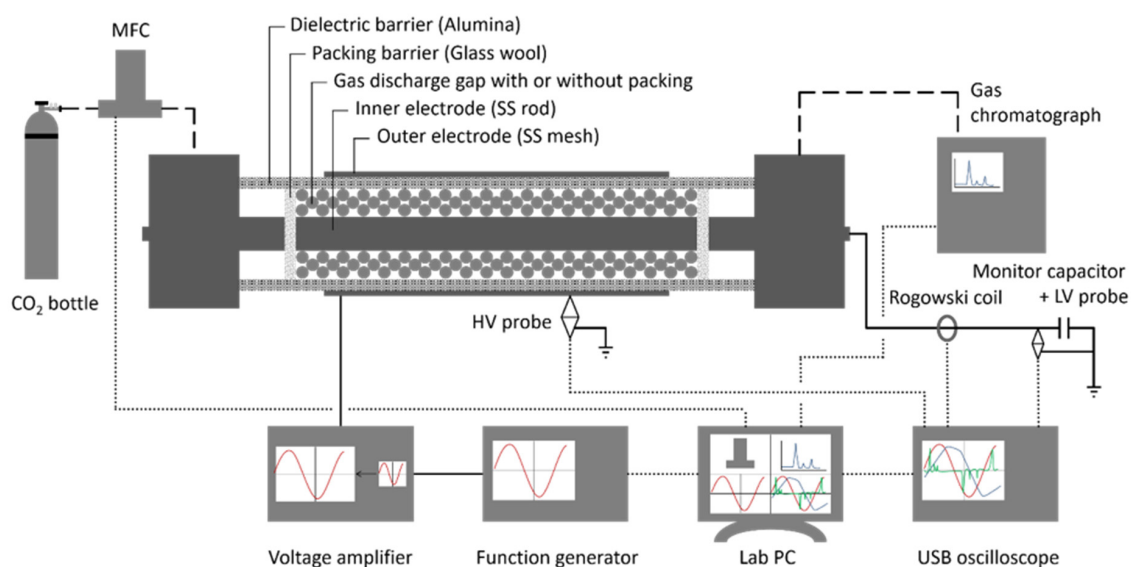 Dielectric barrier (Alumina)
MFC
Packing barrier (Glass wool)
Gas discharge gap with or without packing
Gas
chromatograph
Inner electrode (SS rod)
Outer electrode (SS mesh)
CO₂ bottle
HV probe
Rogowski coil
Monitor capacitor
+ LV probe
Voltage amplifier
Function generator
Lab PC
USB oscilloscope